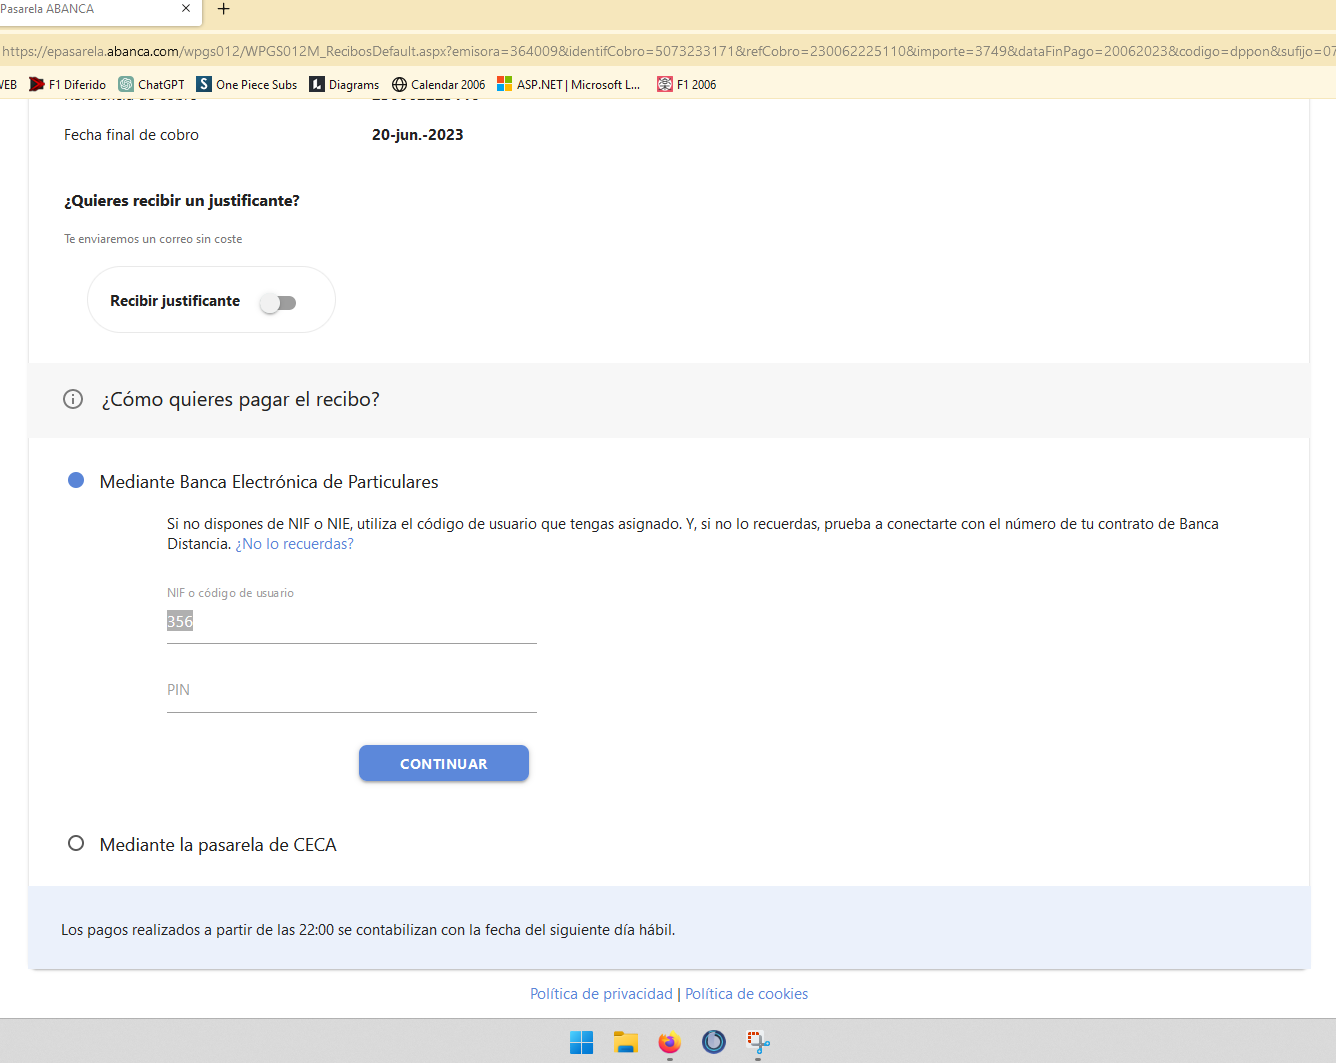 Pasarela ABANCA
https://epasarela.abanca.com/wpgs012/WPGS012M_RecibosDefault.aspx?emisora=364009&identifCobro=5073233171&refCobro=230062225110&importe=3749&dataFinPago=20062023&codigo=dppon&sufijo=07
WEB F1 Diferido ChatGPT One Piece Subs Diagrams Calendar 2006 ASP.NET | Microsoft L... F1 2006
Referencia de cobro 230062225110
Fecha final de cobro 20-jun.-2023
¿Quieres recibir un justificante?
Te enviaremos un correo sin coste
Recibir justificante
¿Cómo quieres pagar el recibo?
Mediante Banca Electrónica de Particulares
Si no dispones de NIF o NIE, utiliza el código de usuario que tengas asignado. Y, si no lo recuerdas, prueba a conectarte con el número de tu contrato de Banca
Distancia. ¿No lo recuerdas?
NIF o código de usuario
356
PIN
CONTINUAR
Mediante la pasarela de CECA
Los pagos realizados a partir de las 22:00 se contabilizan con la fecha del siguiente día hábil.
Política de privacidad | Política de cookies